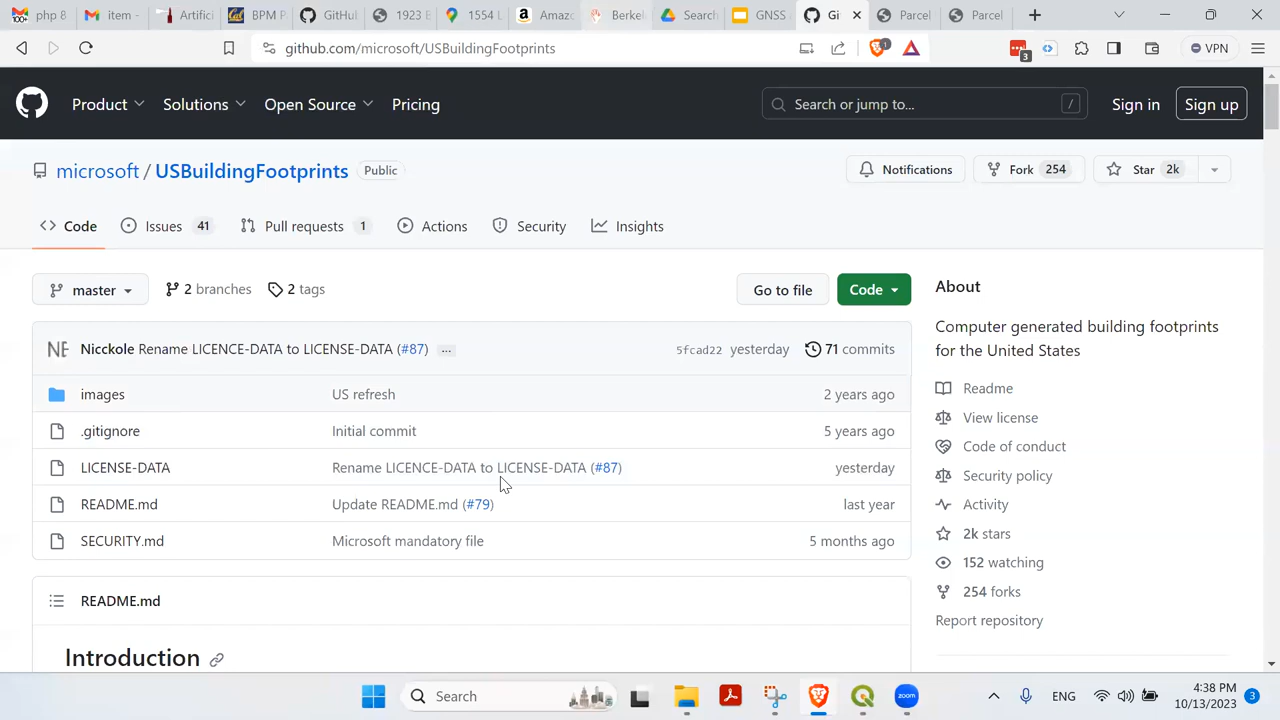 php 8
item -
Artifici
BPM P
GitHu
1923 B
1554 L
Amazo
Berkel
Search
GNSS
Git
Parcel
Parcel
github.com/microsoft/USBuildingFootprints
1
3
VPN
Product
Solutions
Open Source
Pricing
Search or jump to...
/
Sign in
Sign up
microsoft / USBuildingFootprints
Public
Notifications
Fork 254
Star 2k
Code
Issues 41
Pull requests 1
Actions
Security
Insights
master
2 branches
2 tags
Go to file
Code
NE
Nicckole Rename LICENCE-DATA to LICENSE-DATA (#87) ...
5fcad22 yesterday
71 commits
images
US refresh
2 years ago
.gitignore
Initial commit
5 years ago
LICENSE-DATA
Rename LICENCE-DATA to LICENSE-DATA (#87)
yesterday
README.md
Update README.md (#79)
last year
SECURITY.md
Microsoft mandatory file
5 months ago
README.md
Introduction
About
Computer generated building footprints
for the United States
Readme
View license
Code of conduct
Security policy
Activity
2k stars
152 watching
254 forks
Report repository
Search
zoom
ENG
4:38 PM
10/13/2023
3